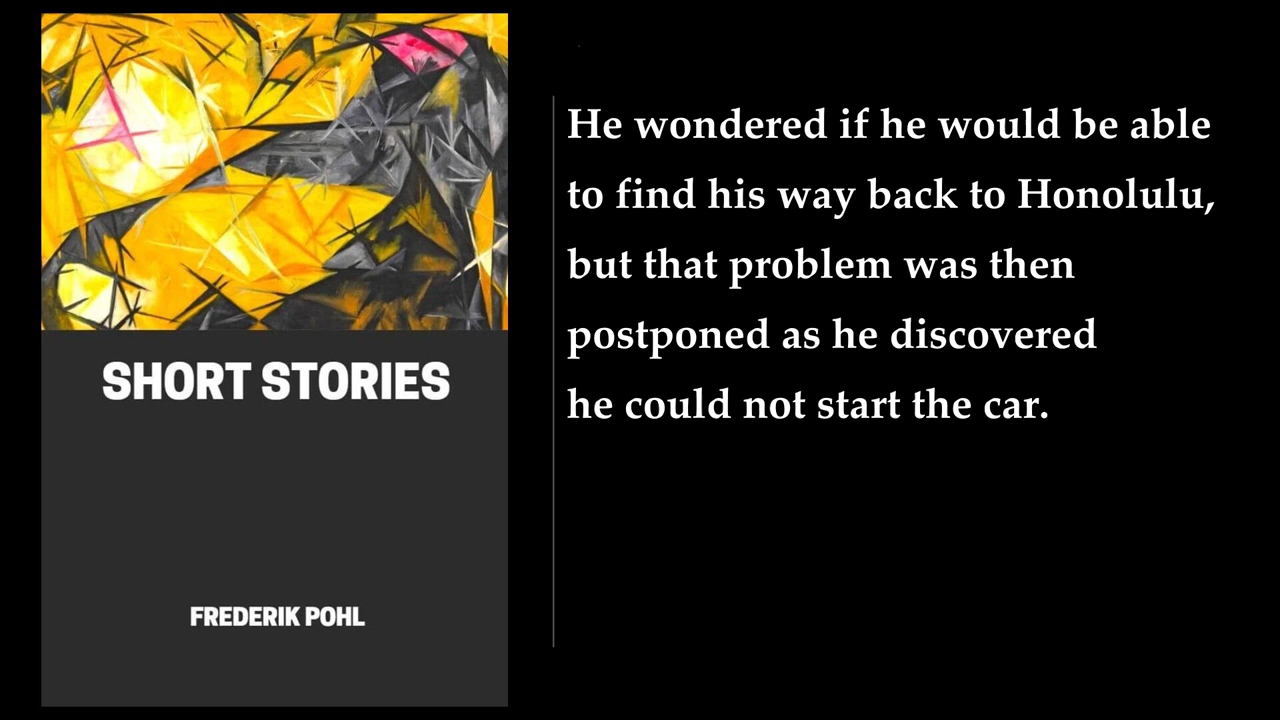 SHORT STORIES
FREDERIK POHL
He wondered if he would be able
to find his way back to Honolulu,
but that problem was then
postponed as he discovered
he could not start the car.